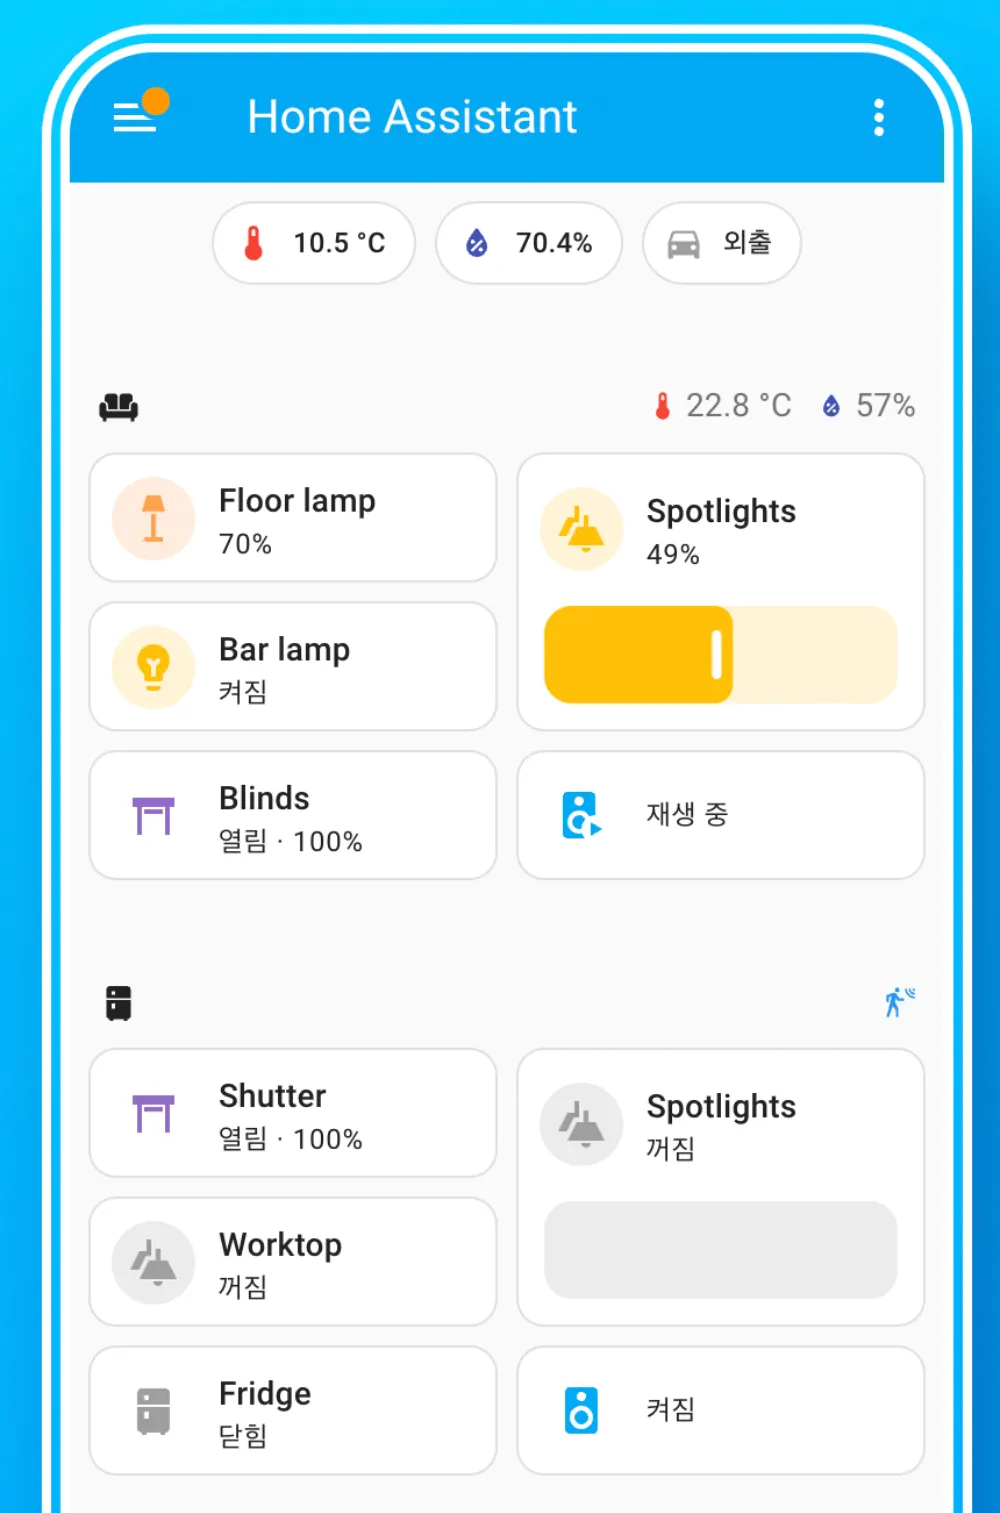 Home Assistant
10.5 °C
70.4%
외출
22.8 °C
57%
Floor lamp
70%
Spotlights
49%
Bar lamp
켜짐
Blinds
열림 · 100%
재생 중
Shutter
열림 · 100%
Spotlights
꺼짐
Worktop
꺼짐
Fridge
닫힘
켜짐